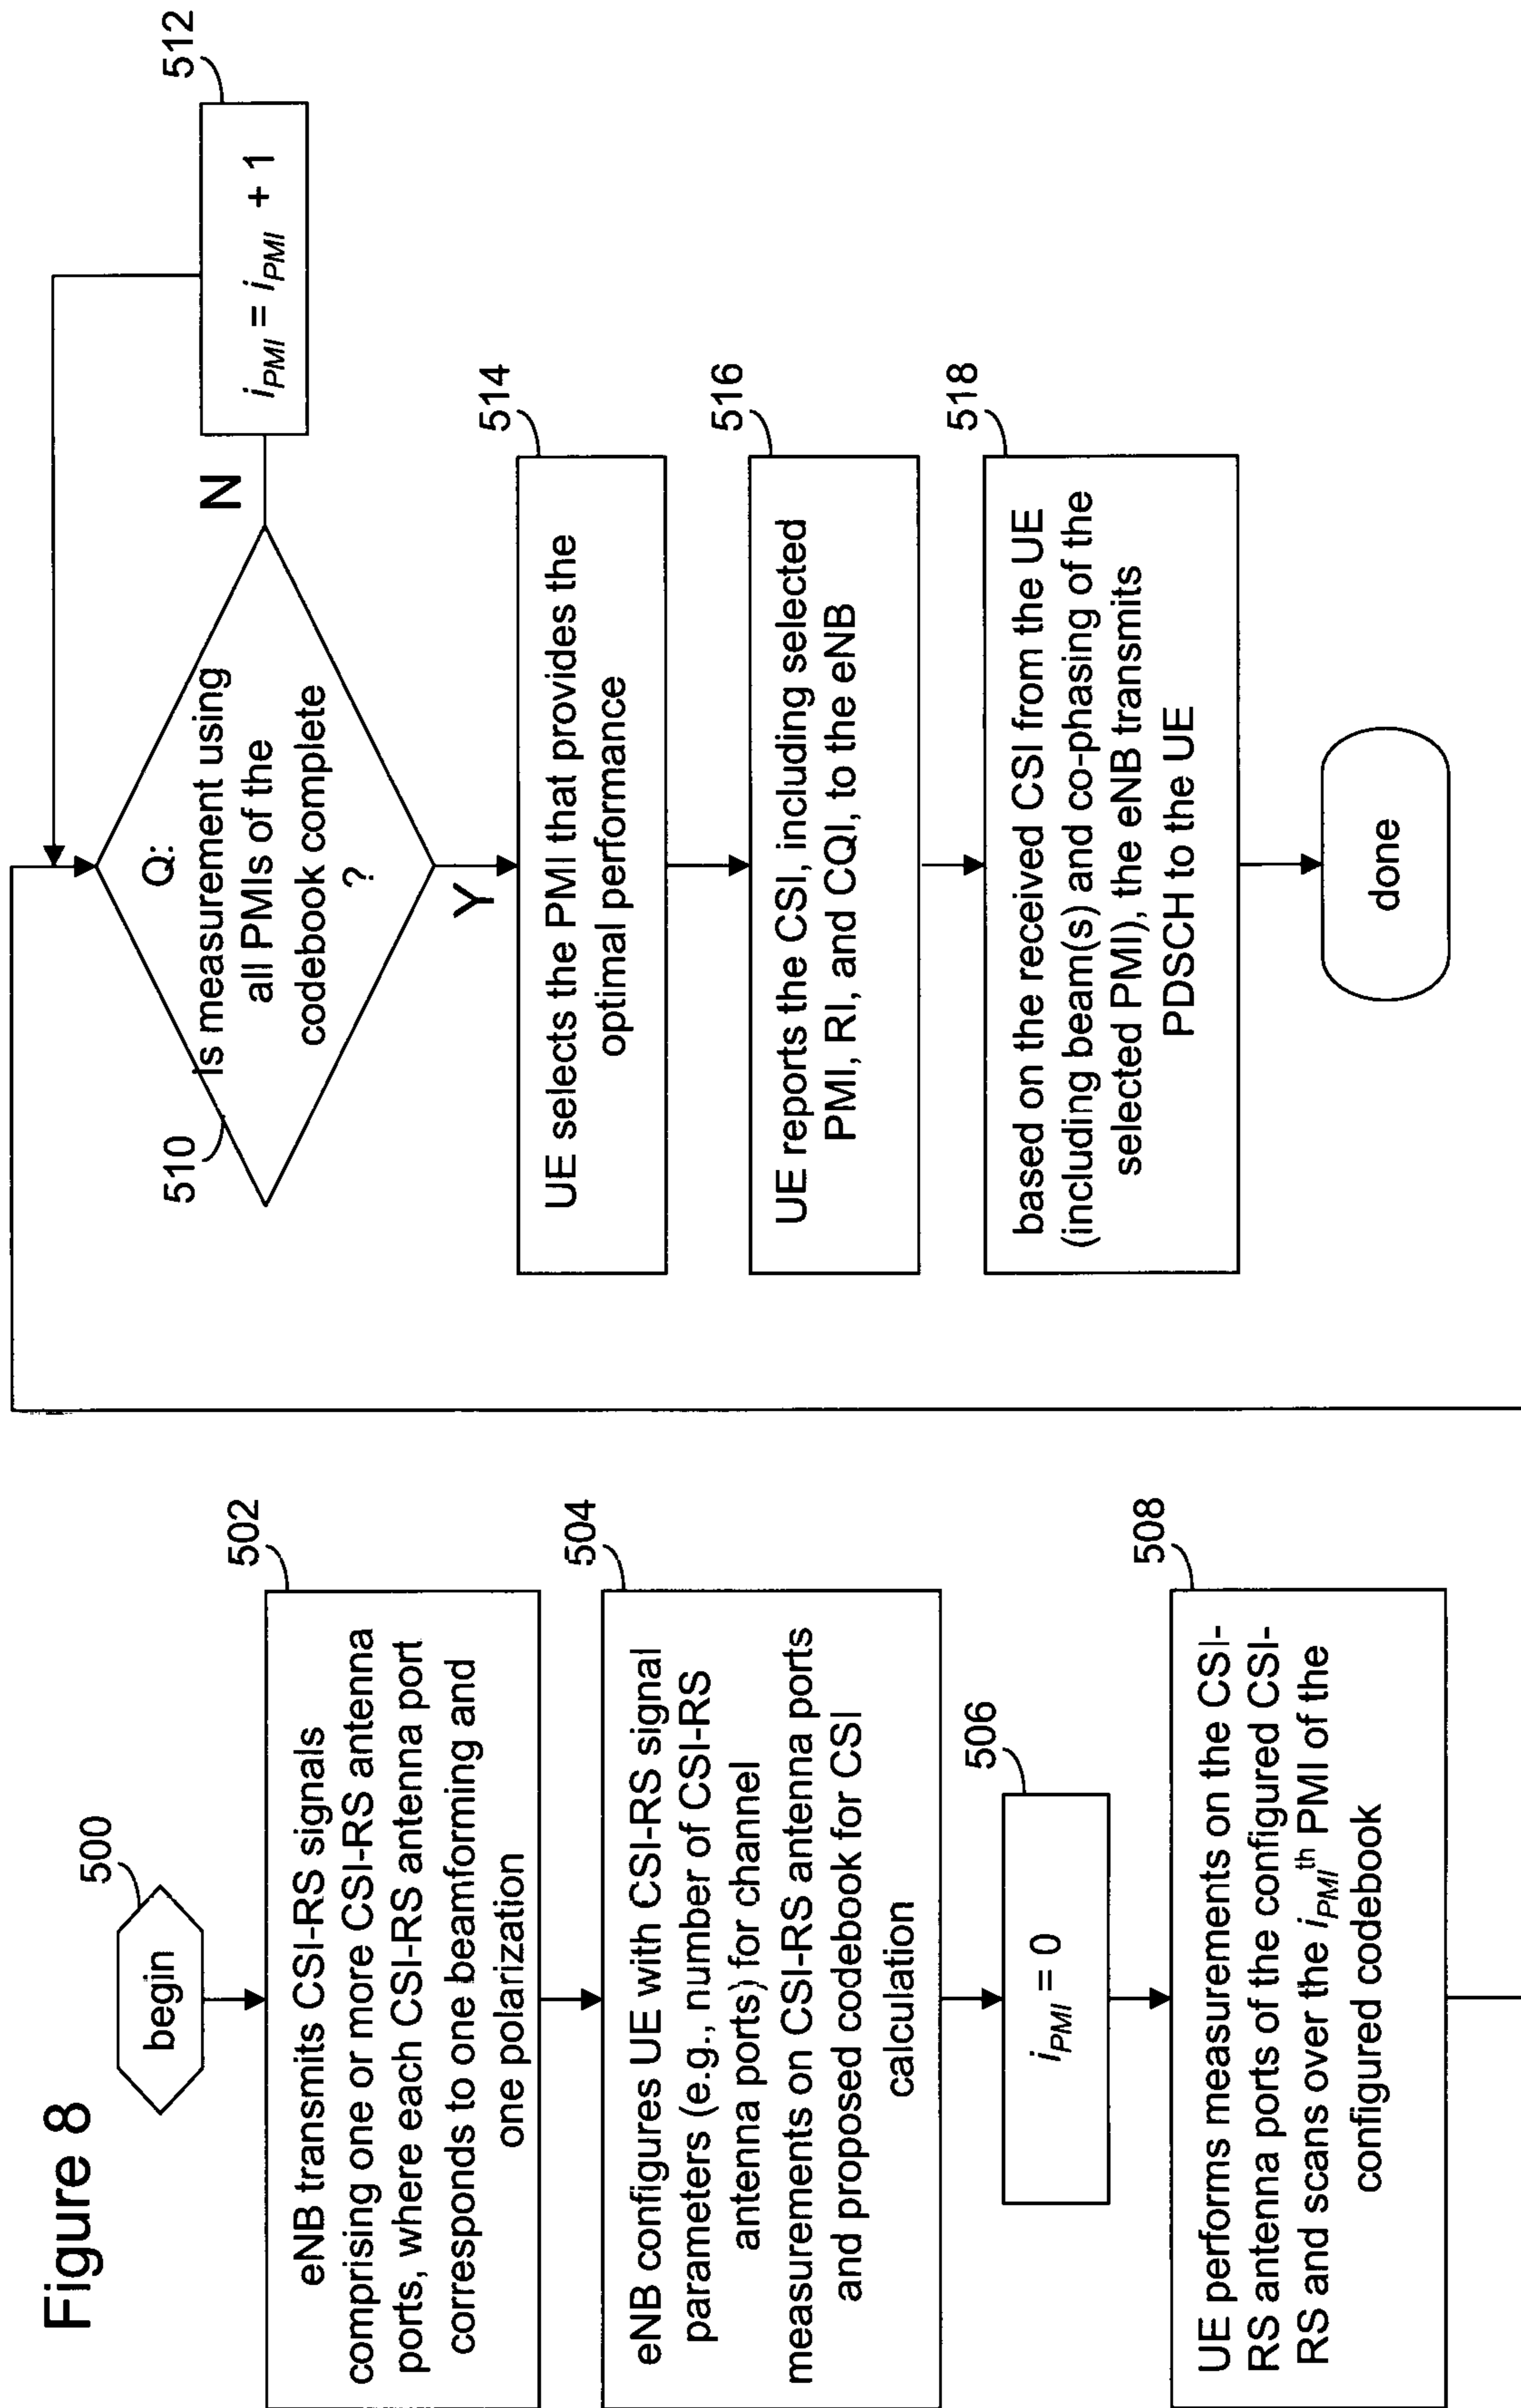 Figure 8
500
begin
502
eNB transmits CSI-RS signals
comprising one or more CSI-RS antenna
ports, where each CSI-RS antenna port
corresponds to one beamforming and
one polarization
504
eNB configures UE with CSI-RS signal
parameters (e.g., number of CSI-RS
antenna ports) for channel
measurements on CSI-RS antenna ports
and proposed codebook for CSI
calculation
506
iPMI = 0
508
UE performs measurements on the CSI-
RS antenna ports of the configured CSI-
RS and scans over the iPMI th PMI of the
configured codebook
510
Q:
Is measurement using
all PMIs of the
codebook complete
?
N
512
iPMI = iPMI + 1
Y
514
UE selects the PMI that provides the
optimal performance
516
UE reports the CSI, including selected
PMI, RI, and CQI, to the eNB
518
based on the received CSI from the UE
(including beam(s) and co-phasing of the
selected PMI), the eNB transmits
PDSCH to the UE
done